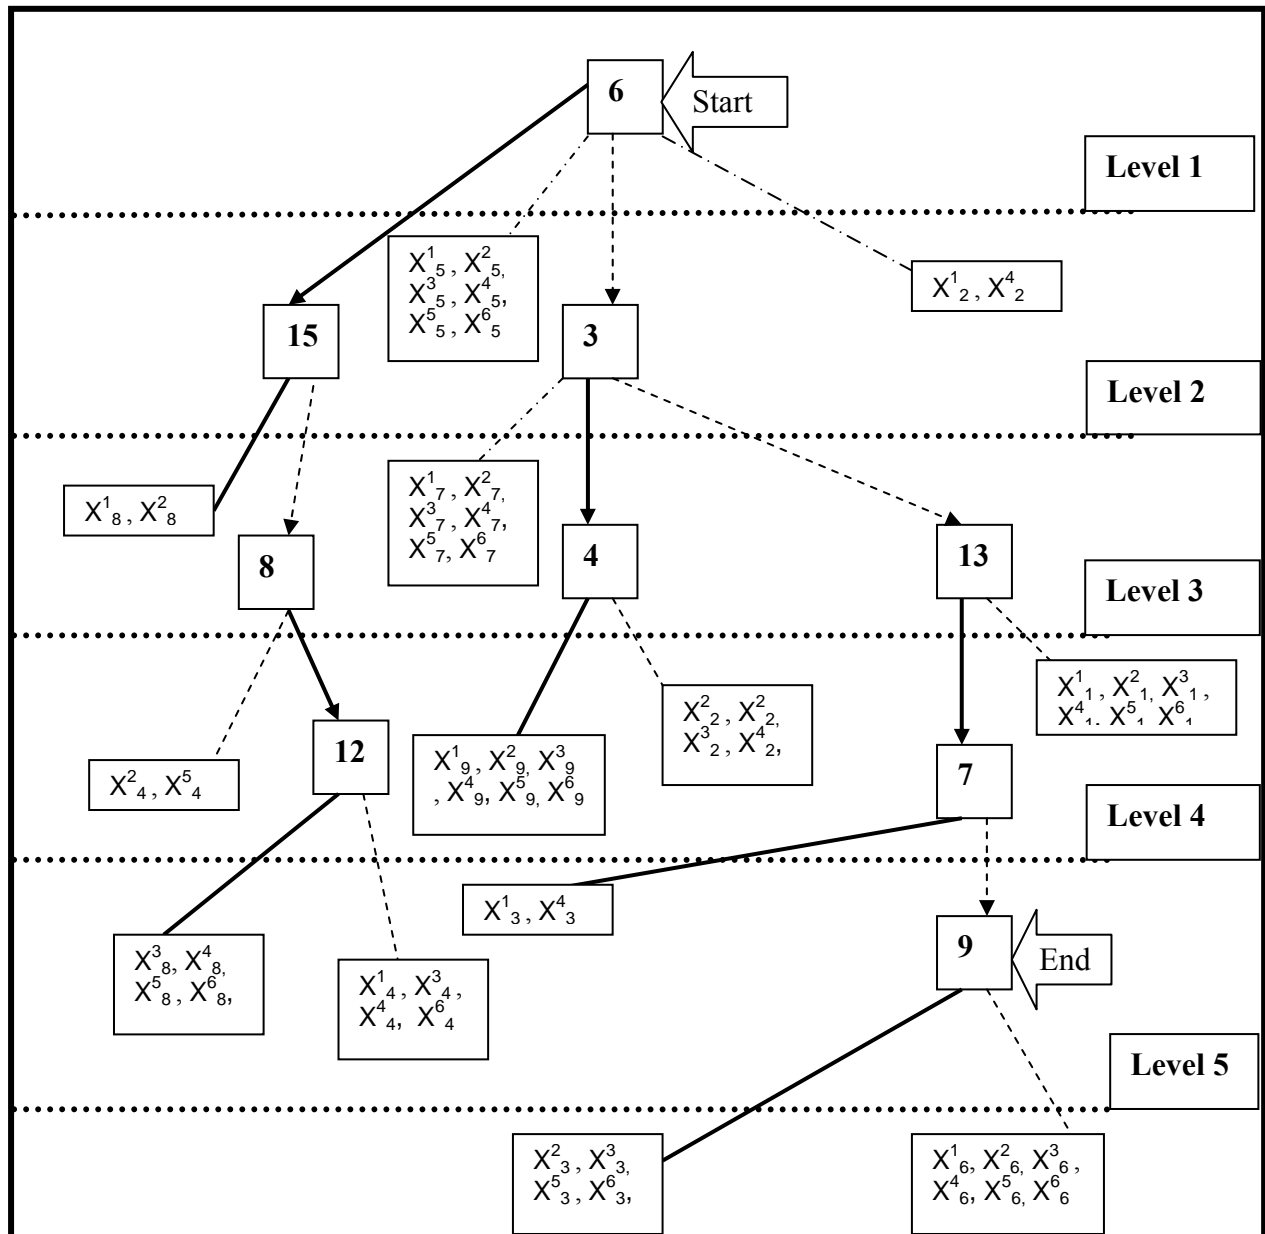 6
Start
Level 1
X¹₅ , X²₅,
X³₅ , X⁴₅,
X⁵₅ , X⁶₅
X¹₂ , X⁴₂
15
3
Level 2
X¹₈ , X²₈
X¹₇ , X²₇,
X³₇ , X⁴₇,
X⁵₇, X⁶₇
8
4
13
Level 3
X²₄ , X⁵₄
12
X¹₉ , X²₉, X³₉
, X⁴₉, X⁵₉, X⁶₉
X²₂ , X²₂,
X³₂ , X⁴₂,
X¹₁ , X²₁, X³₁ ,
X⁴₁, X⁵₁ X⁶₁
7
Level 4
X³₈, X⁴₈,
X⁵₈ , X⁶₈,
X¹₄ , X³₄ ,
X⁴₄, X⁶₄
X¹₃ , X⁴₃
9
End
Level 5
X²₃ , X³₃,
X⁵₃ , X⁶₃,
X¹₆, X²₆, X³₆ ,
X⁴₆, X⁵₆, X⁶₆